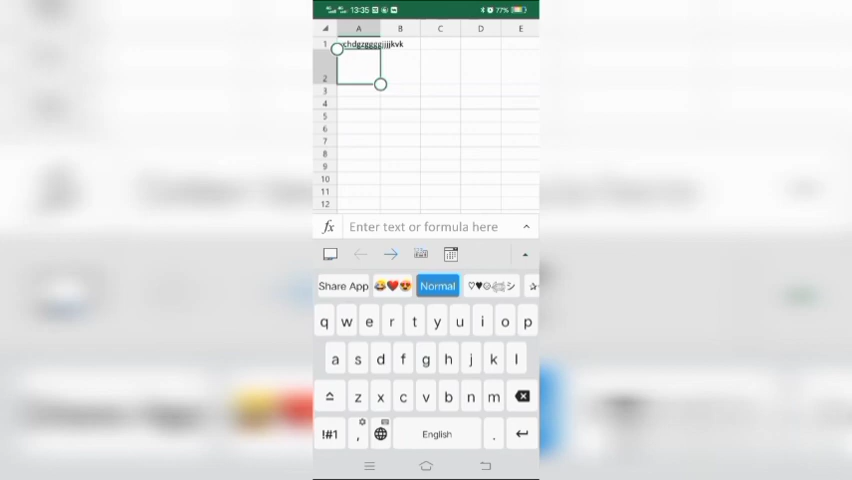 13:35 77%
A B C D E
1
2
3
4
5
6
7
8
9
10
11
12
fx Enter text or formula here
Share App Normal
q w e r t y u i o p
a s d f g h j k l
z x c v b n m
!#1 , English .